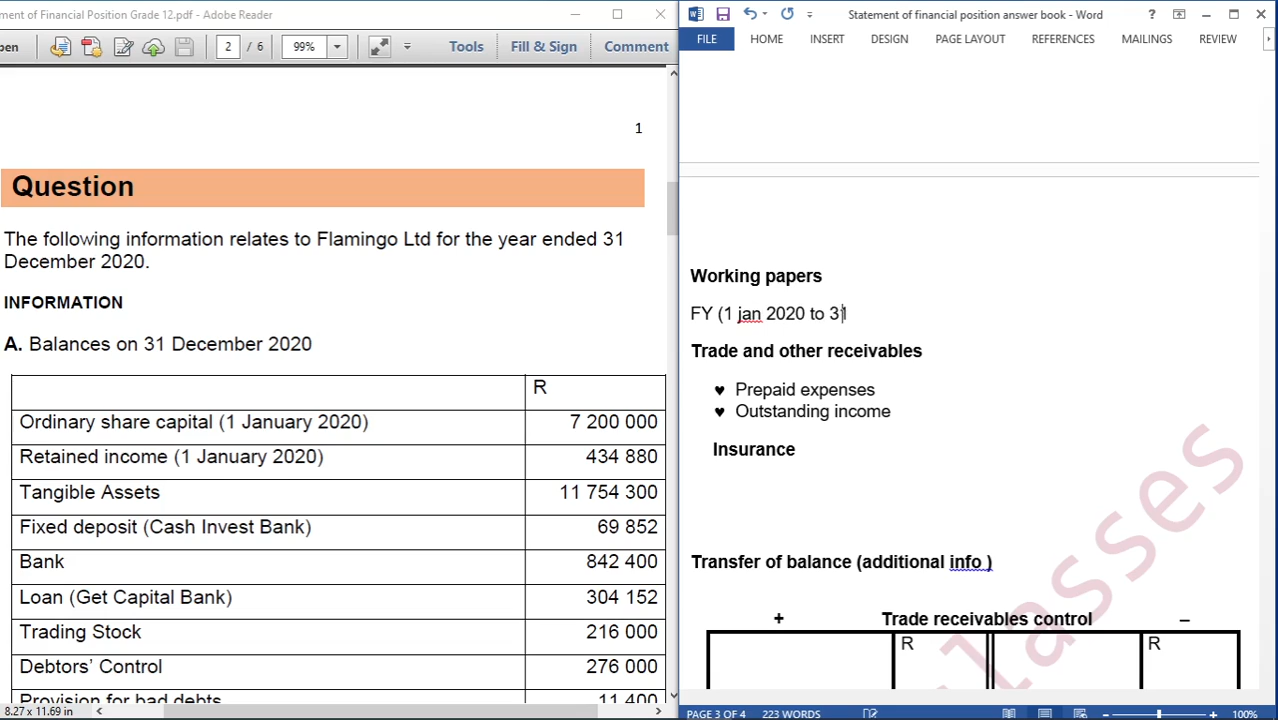 atement of Financial Position Grade 12.pdf - Adobe Reader
pen
2 / 6
99%
Tools
Fill & Sign
Comment
1
Question
The following information relates to Flamingo Ltd for the year ended 31
December 2020.
INFORMATION
A. Balances on 31 December 2020
R
Ordinary share capital (1 January 2020) 7 200 000
Retained income (1 January 2020) 434 880
Tangible Assets 11 754 300
Fixed deposit (Cash Invest Bank) 69 852
Bank 842 400
Loan (Get Capital Bank) 304 152
Trading Stock 216 000
Debtors' Control 276 000
Provision for bad debts 11 400
8.27 x 11.69 in
Statement of financial position answer book - Word
FILE HOME INSERT DESIGN PAGE LAYOUT REFERENCES MAILINGS REVIEW
Working papers
FY (1 jan 2020 to 31
Trade and other receivables
♥ Prepaid expenses
♥ Outstanding income
Insurance
Transfer of balance (additional info )
+ Trade receivables control –
R R
lasses
PAGE 3 OF 4 223 WORDS 100%